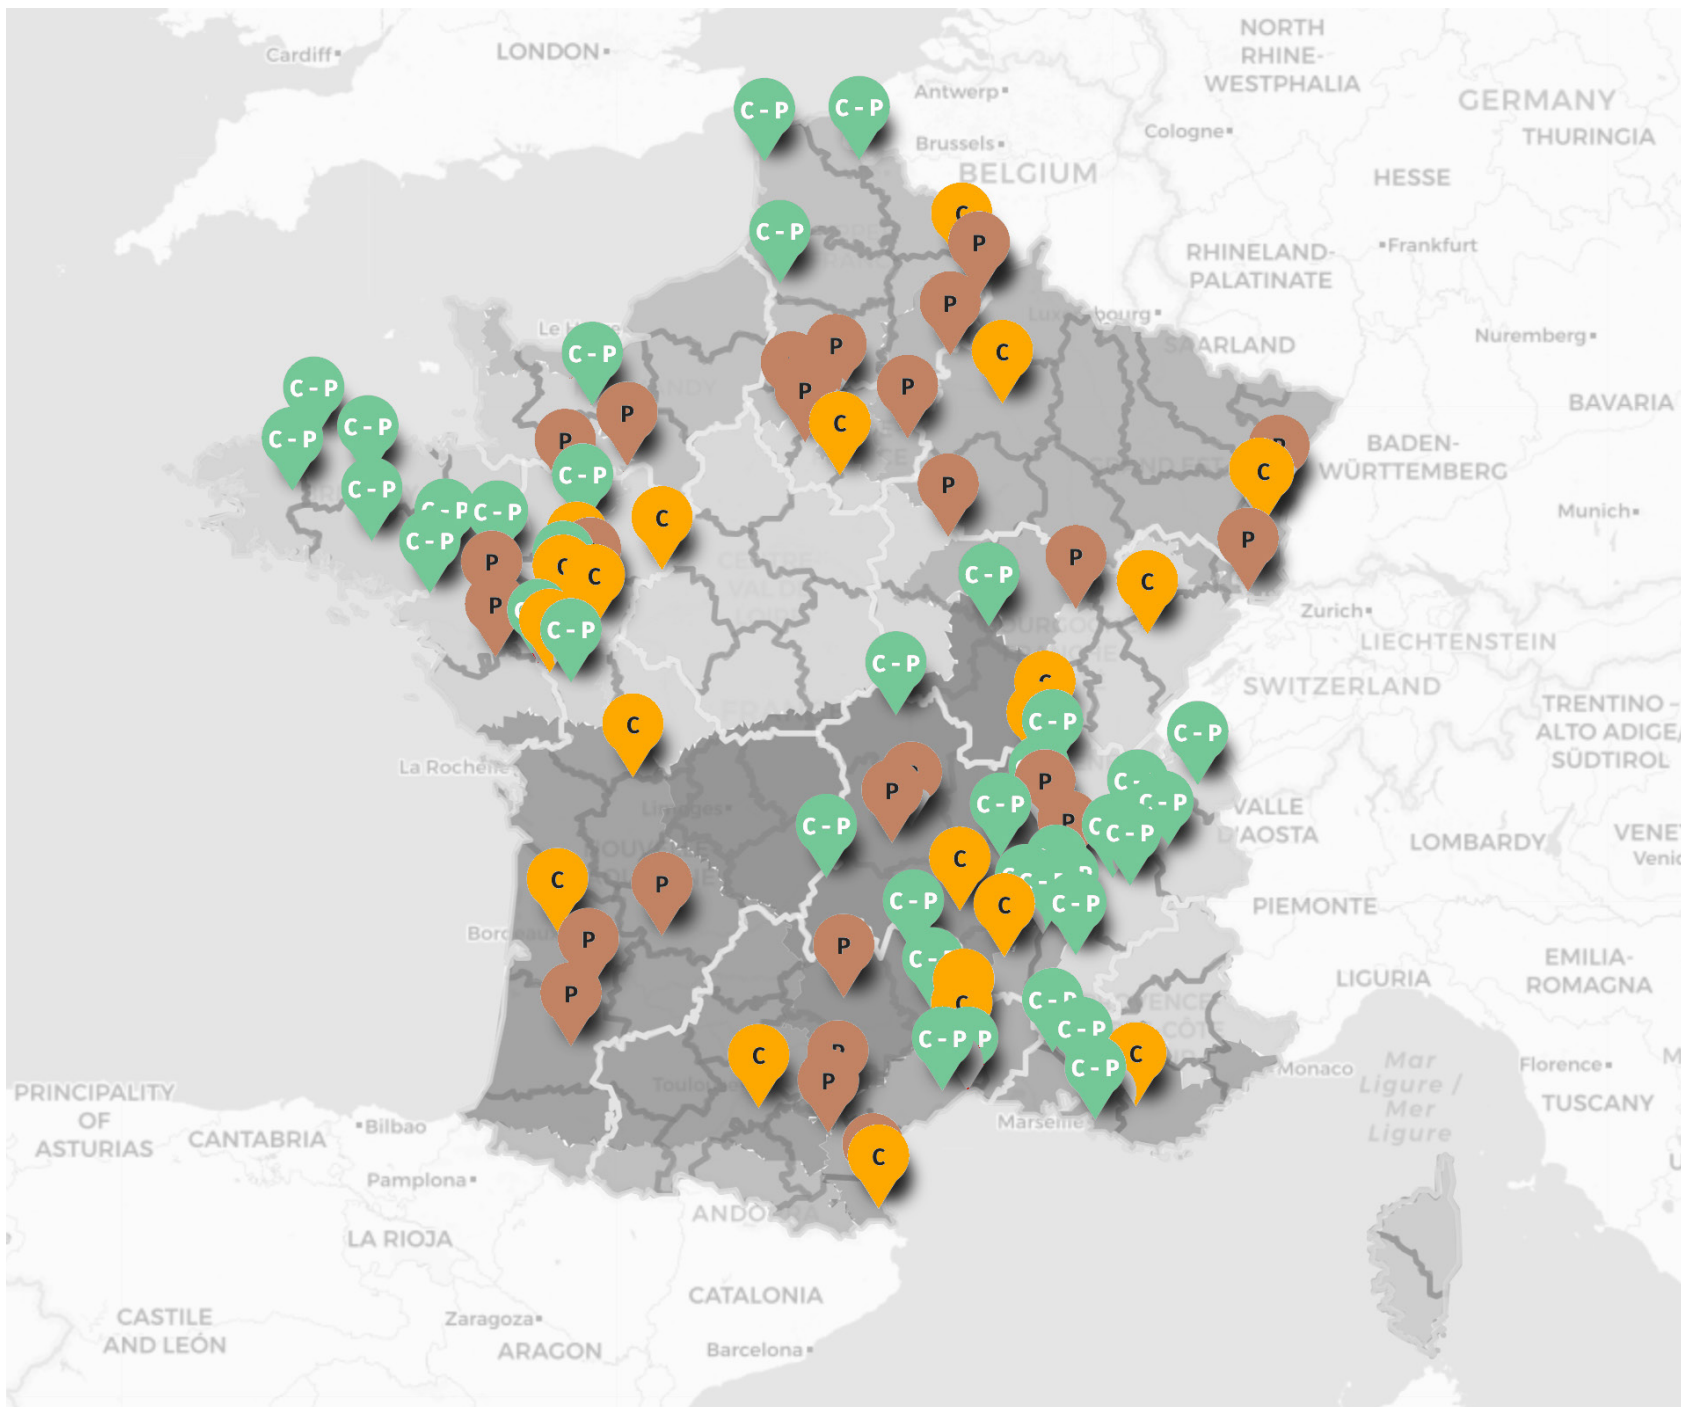 NORTH
RHINE-
WESTPHALIA
Cardiff
LONDON
Antwerp
GERMANY
THURINGIA
Cologne
Brussels
BELGIUM
HESSE
C - P
C - P
C - P
C
P
Frankfurt
RHINELAND-
PALATINATE
P
Nuremberg
SAARLAND
C
P
C - P
P
BAVARIA
C - P
P
P
C
P
C - P
C - P
P
BADEN-
WÜRTTEMBERG
C
C - P
C - P
P
Munich
C - P
C
C - P
P
P
P
C - P
C
C
C
Zurich
LIECHTENSTEIN
P
C - P
SWITZERLAND
C - P
TRENTINO -
ALTO ADIGE/
SÜDTIROL
C
C - P
C - P
La Rochelle
P
P
C - P
Limoges
VALLE
D'AOSTA
LOMBARDY
C - P
P
C - P
C
C
P
C - P
C
C - P
PIEMONTE
P
P
EMILIA-
ROMAGNA
LIGURIA
P
C
C - P
C - P
C
C
C - P
P
Monaco
Mar
Ligure /
Mer
Ligure
Florence
TUSCANY
PRINCIPALITY
OF
ASTURIAS
CANTABRIA
Bilbao
Marseille
C
Pamplona
LA RIOJA
CATALONIA
CASTILE
AND LEÓN
Zaragoza
ARAGON
Barcelona